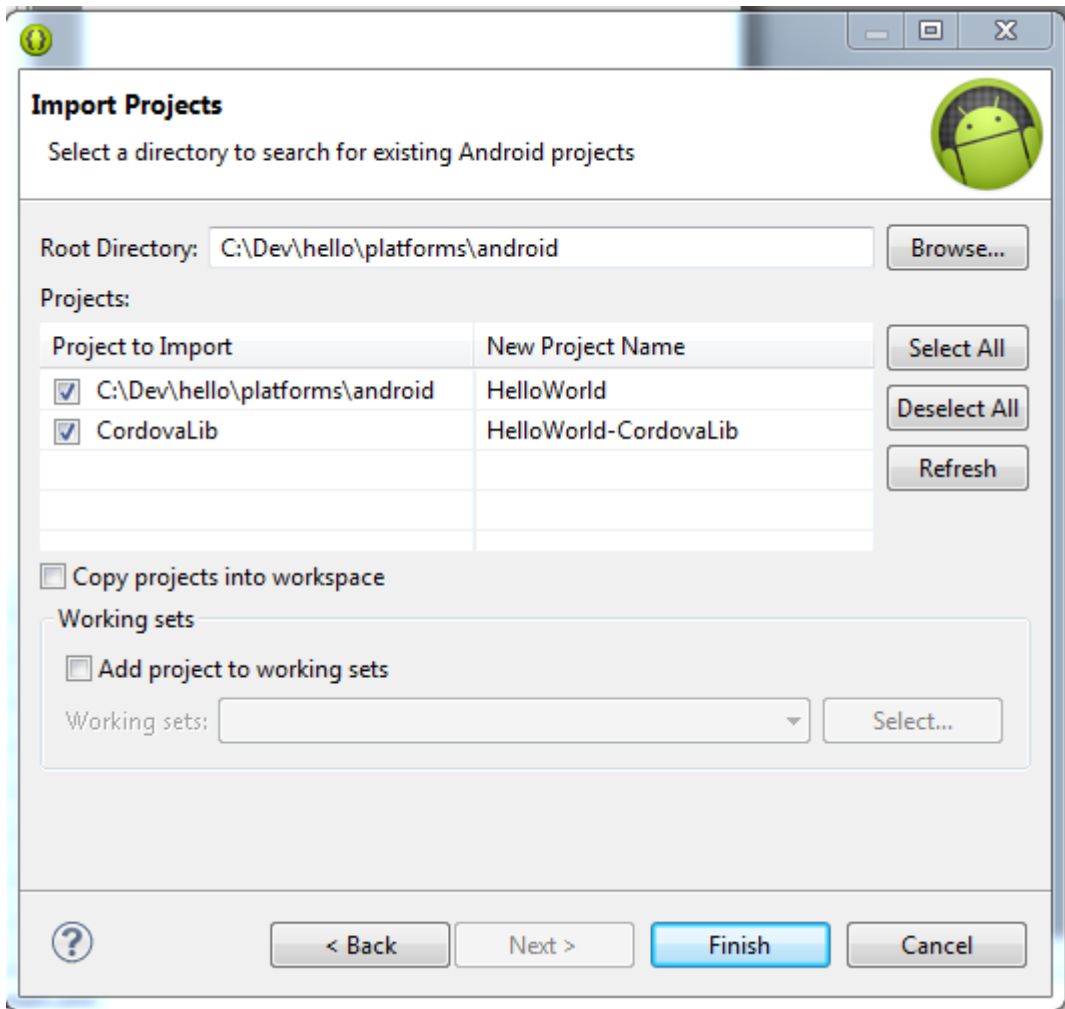 Import Projects
Select a directory to search for existing Android projects
Root Directory: C:\Dev\hello\platforms\android Browse...
Projects:
Project to Import New Project Name Select All
C:\Dev\hello\platforms\android HelloWorld Deselect All
CordovaLib HelloWorld-CordovaLib
Refresh
Copy projects into workspace
Working sets
Add project to working sets
Working sets: Select...
? < Back Next > Finish Cancel